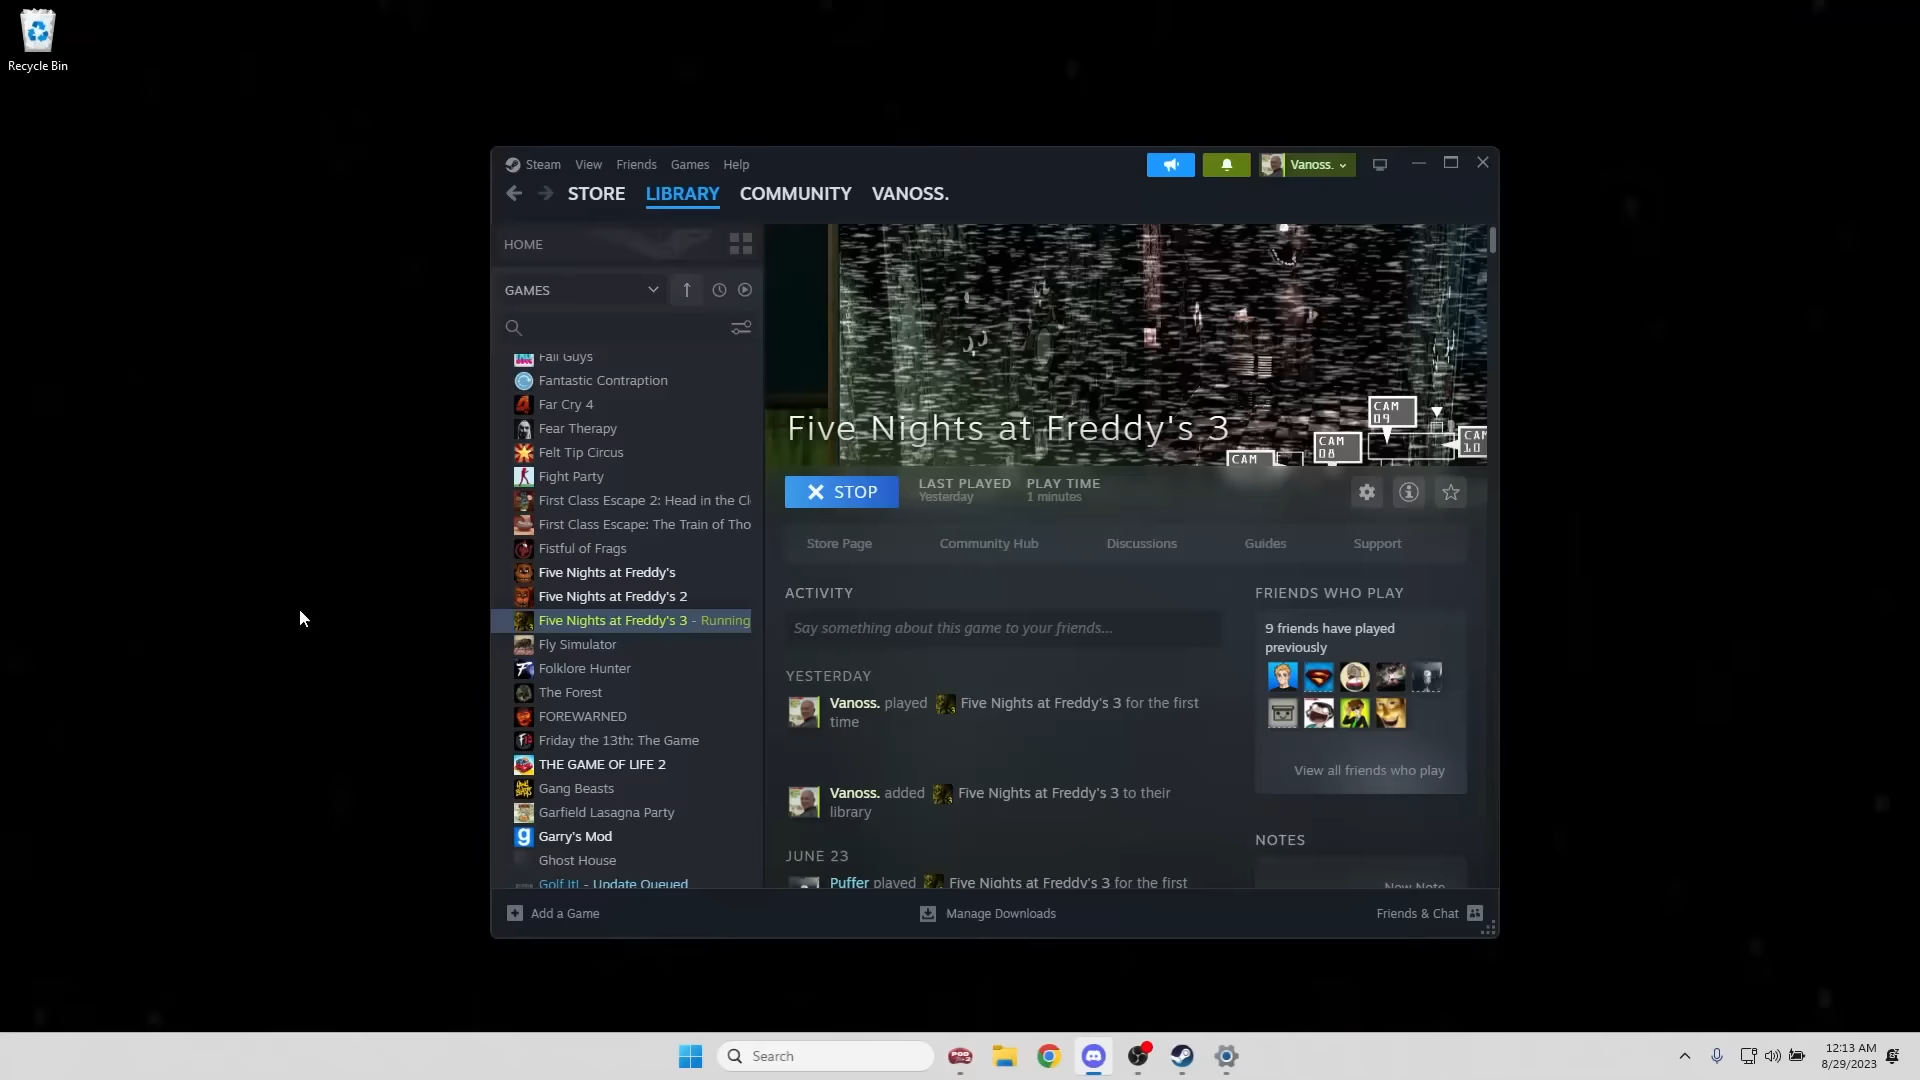 Recycle Bin
Steam View Friends Games Help
Vanoss.
STORE LIBRARY COMMUNITY VANOSS.
HOME
GAMES
Fall Guys
Fantastic Contraption
Far Cry 4
Fear Therapy
Felt Tip Circus
Fight Party
First Class Escape 2: Head in the Cl
First Class Escape: The Train of Tho
Fistful of Frags
Five Nights at Freddy's
Five Nights at Freddy's 2
Five Nights at Freddy's 3 - Running
Fly Simulator
Folklore Hunter
The Forest
FOREWARNED
Friday the 13th: The Game
THE GAME OF LIFE 2
Gang Beasts
Garfield Lasagna Party
Garry's Mod
Ghost House
Golf It! - Update Queued
CAM
09
CAM
08
CAM
10
CAM
Five Nights at Freddy's 3
STOP
LAST PLAYED
Yesterday
PLAY TIME
1 minutes
Store Page
Community Hub
Discussions
Guides
Support
ACTIVITY
Say something about this game to your friends...
YESTERDAY
Vanoss. played Five Nights at Freddy's 3 for the first
time
Vanoss. added Five Nights at Freddy's 3 to their
library
JUNE 23
Puffer played Five Nights at Freddy's 3 for the first
FRIENDS WHO PLAY
9 friends have played
previously
View all friends who play
NOTES
New Note
Add a Game
Manage Downloads
Friends & Chat
Search
12:13 AM
8/29/2023